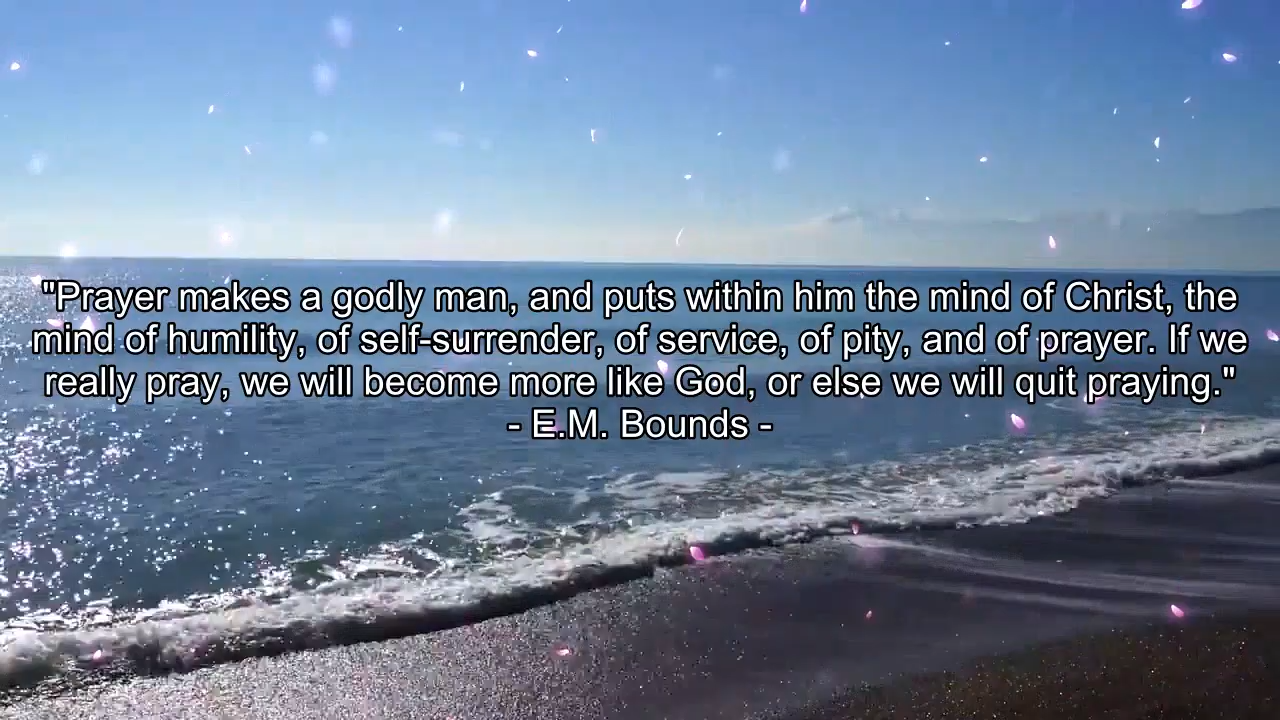 "Prayer makes a godly man, and puts within him the mind of Christ, the
mind of humility, of self-surrender, of service, of pity, and of prayer. If we
really pray, we will become more like God, or else we will quit praying."
- E.M. Bounds -